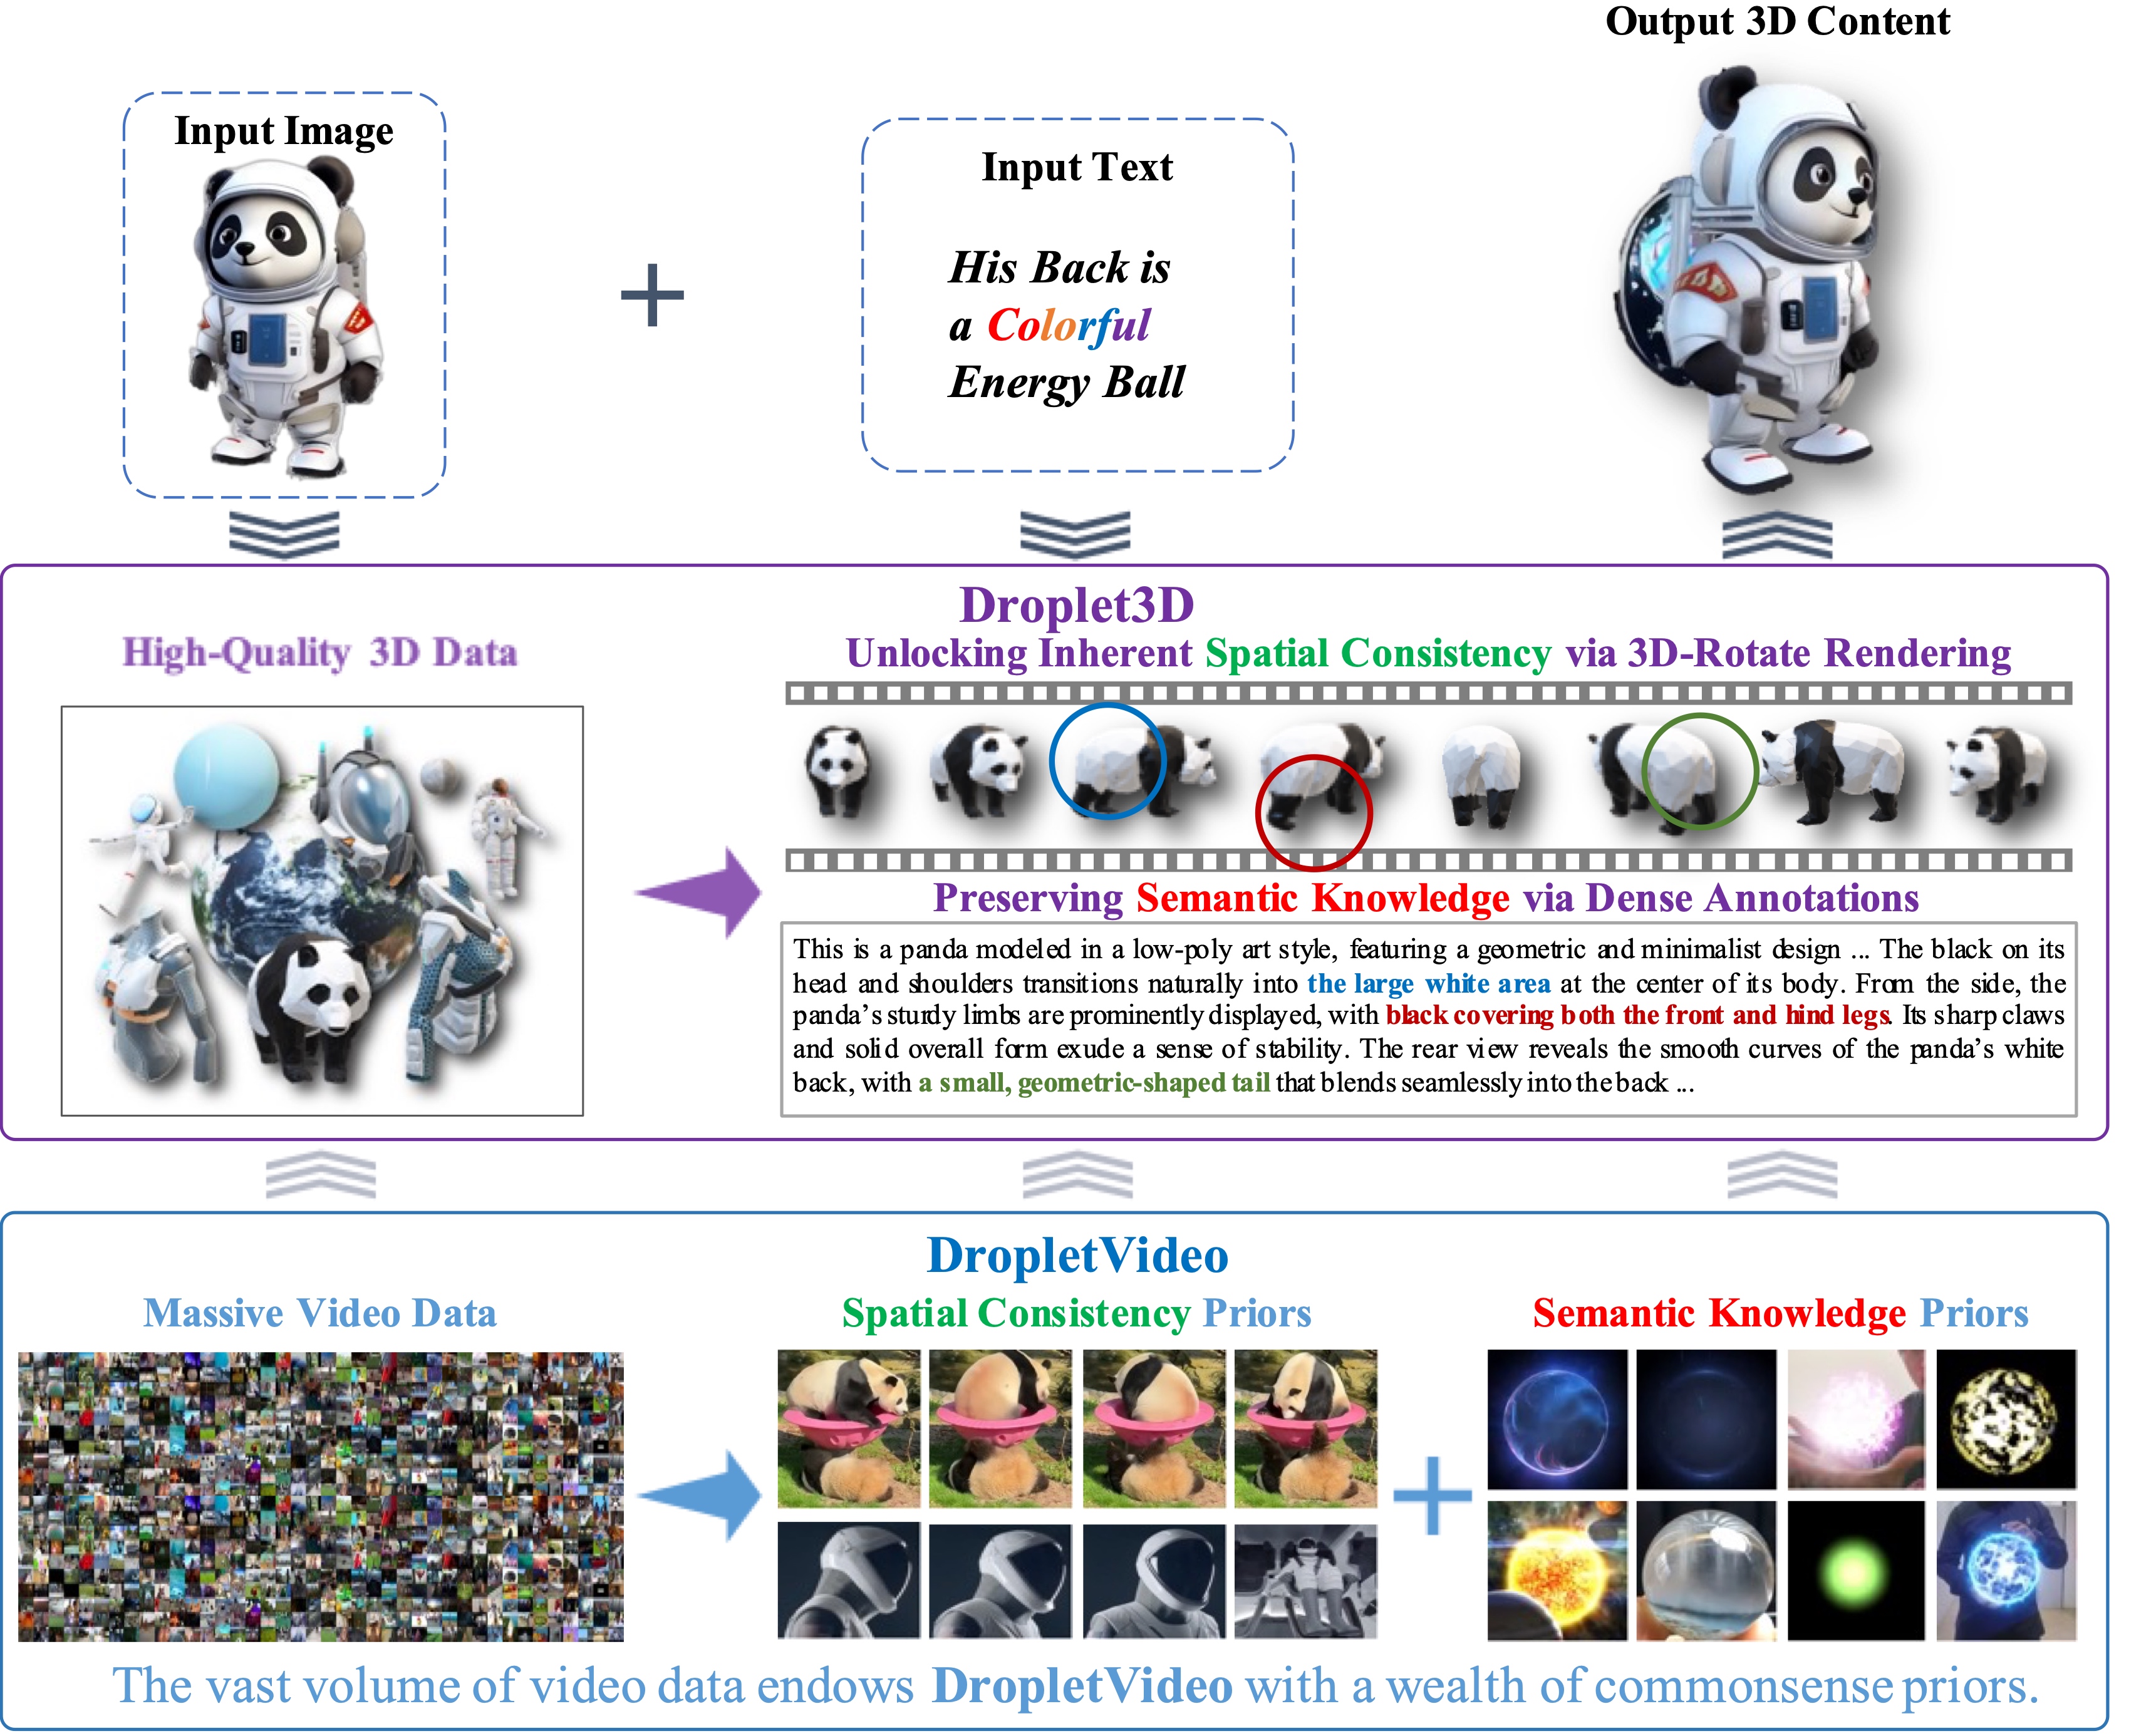 Output 3D Content
Input Image
Input Text
His Back is
a Colorful
Energy Ball
Droplet3D
High-Quality 3D Data
Unlocking Inherent Spatial Consistency via 3D-Rotate Rendering
Preserving Semantic Knowledge via Dense Annotations
This is a panda modeled in a low-poly art style, featuring a geometric and minimalist design ... The black on its
head and shoulders transitions naturally into the large white area at the center of its body. From the side, the
panda's sturdy limbs are prominently displayed, with black covering both the front and hind legs. Its sharp claws
and solid overall form exude a sense of stability. The rear view reveals the smooth curves of the panda's white
back, with a small, geometric-shaped tail that blends seamlessly into the back ...
DropletVideo
Massive Video Data
Spatial Consistency Priors
Semantic Knowledge Priors
The vast volume of video data endows DropletVideo with a wealth of commonsense priors.